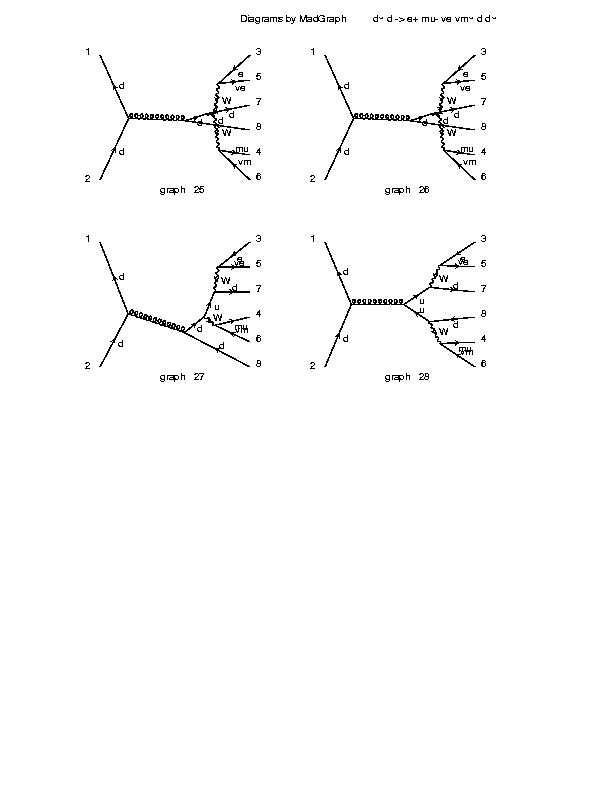 Diagrams by MadGraph d~ d -> e+ mu- ve vm~ d d~
1 3 1 3
d e d e
5 5
ve ve
W 7 W 7
d d
d d d d
W 8 W 8
d mu 4 d mu 4
vm vm
2 6 2 6
graph 25 graph 26
1 3 1 3
e e
ve 5 ve 5
d W d W
d 7 d 7
u u
W 4 u 8
d d
d mu d W 4
vm 6 mu
d vm
2 8 2 6
graph 27 graph 28